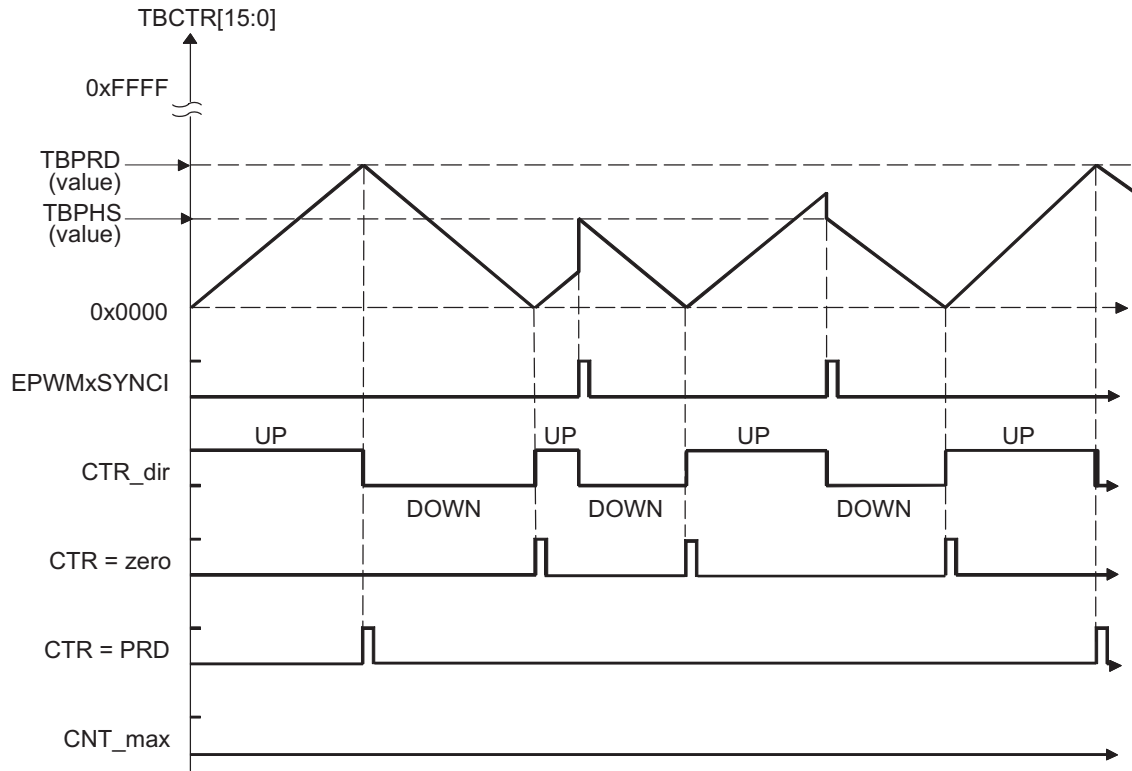 TBCTR[15:0]
0xFFFF
TBPRD
(value)
TBPHS
(value)
0x0000
EPWMxSYNCI
UP UP UP UP
CTR_dir
DOWN DOWN DOWN
CTR = zero
CTR = PRD
CNT_max